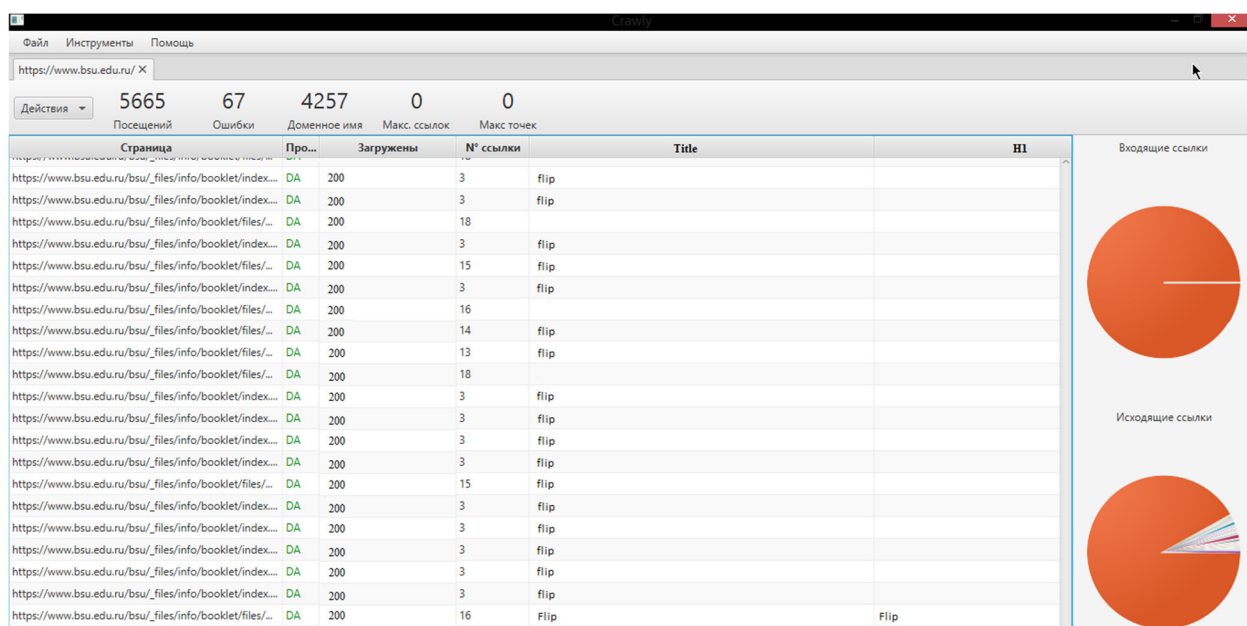 Crawly
Файл Инструменты Помощь
https://www.bsu.edu.ru/ X
Действия 5665 67 4257 0 0
Посещений Ошибки Доменное имя Макс. ссылок Макс точек
Страница Про... Загружены N° ссылки Title H1 Входящие ссылки
https://www.bsu.edu.ru/bsu/_files/info/booklet/index.... DA 200 3 flip
https://www.bsu.edu.ru/bsu/_files/info/booklet/index.... DA 200 3 flip
https://www.bsu.edu.ru/bsu/_files/info/booklet/files/... DA 200 18
https://www.bsu.edu.ru/bsu/_files/info/booklet/index.... DA 200 3 flip
https://www.bsu.edu.ru/bsu/_files/info/booklet/files/... DA 200 15 flip
https://www.bsu.edu.ru/bsu/_files/info/booklet/index.... DA 200 3 flip
https://www.bsu.edu.ru/bsu/_files/info/booklet/files/... DA 200 16
https://www.bsu.edu.ru/bsu/_files/info/booklet/files/... DA 200 14 flip
https://www.bsu.edu.ru/bsu/_files/info/booklet/files/... DA 200 13 flip
https://www.bsu.edu.ru/bsu/_files/info/booklet/files/... DA 200 18
https://www.bsu.edu.ru/bsu/_files/info/booklet/index.... DA 200 3 flip
https://www.bsu.edu.ru/bsu/_files/info/booklet/index.... DA 200 3 flip
Исходящие ссылки
https://www.bsu.edu.ru/bsu/_files/info/booklet/index.... DA 200 3 flip
https://www.bsu.edu.ru/bsu/_files/info/booklet/index.... DA 200 3 flip
https://www.bsu.edu.ru/bsu/_files/info/booklet/files/... DA 200 15 flip
https://www.bsu.edu.ru/bsu/_files/info/booklet/index.... DA 200 3 flip
https://www.bsu.edu.ru/bsu/_files/info/booklet/index.... DA 200 3 flip
https://www.bsu.edu.ru/bsu/_files/info/booklet/index.... DA 200 3 flip
https://www.bsu.edu.ru/bsu/_files/info/booklet/index.... DA 200 3 flip
https://www.bsu.edu.ru/bsu/_files/info/booklet/index.... DA 200 3 flip
https://www.bsu.edu.ru/bsu/_files/info/booklet/files/... DA 200 16 Flip Flip